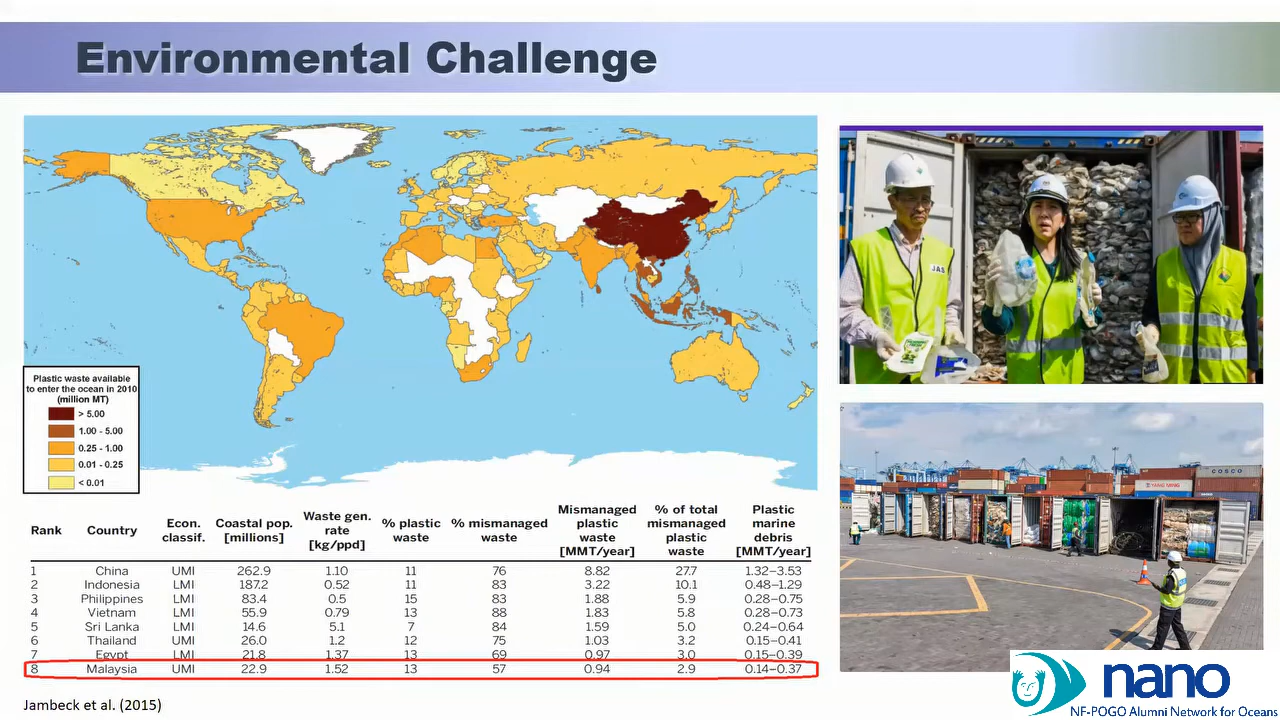 Environmental Challenge
Plastic waste available
to enter the ocean in 2010
(million MT)
> 5.00
1.00 - 5.00
0.25 - 1.00
0.01 - 0.25
< 0.01
JAS
COSCO
YANG MING
Rank Country Econ. classif. Coastal pop. [millions] Waste gen. rate [kg/ppd] % plastic waste % mismanaged waste Mismanaged plastic waste [MMT/year] % of total mismanaged plastic waste Plastic marine debris [MMT/year]
1 China UMI 262.9 1.10 11 76 8.82 27.7 1.32–3.53
2 Indonesia LMI 187.2 0.52 11 83 3.22 10.1 0.48–1.29
3 Philippines LMI 83.4 0.5 15 83 1.88 5.9 0.28–0.75
4 Vietnam LMI 55.9 0.79 13 88 1.83 5.8 0.28–0.73
5 Sri Lanka LMI 14.6 5.1 7 84 1.59 5.0 0.24–0.64
6 Thailand UMI 26.0 1.2 12 75 1.03 3.2 0.15–0.41
7 Egypt LMI 21.8 1.37 13 69 0.97 3.0 0.15–0.39
8 Malaysia UMI 22.9 1.52 13 57 0.94 2.9 0.14–0.37
Jambeck et al. (2015)
nano
NF-POGO Alumni Network for Oceans